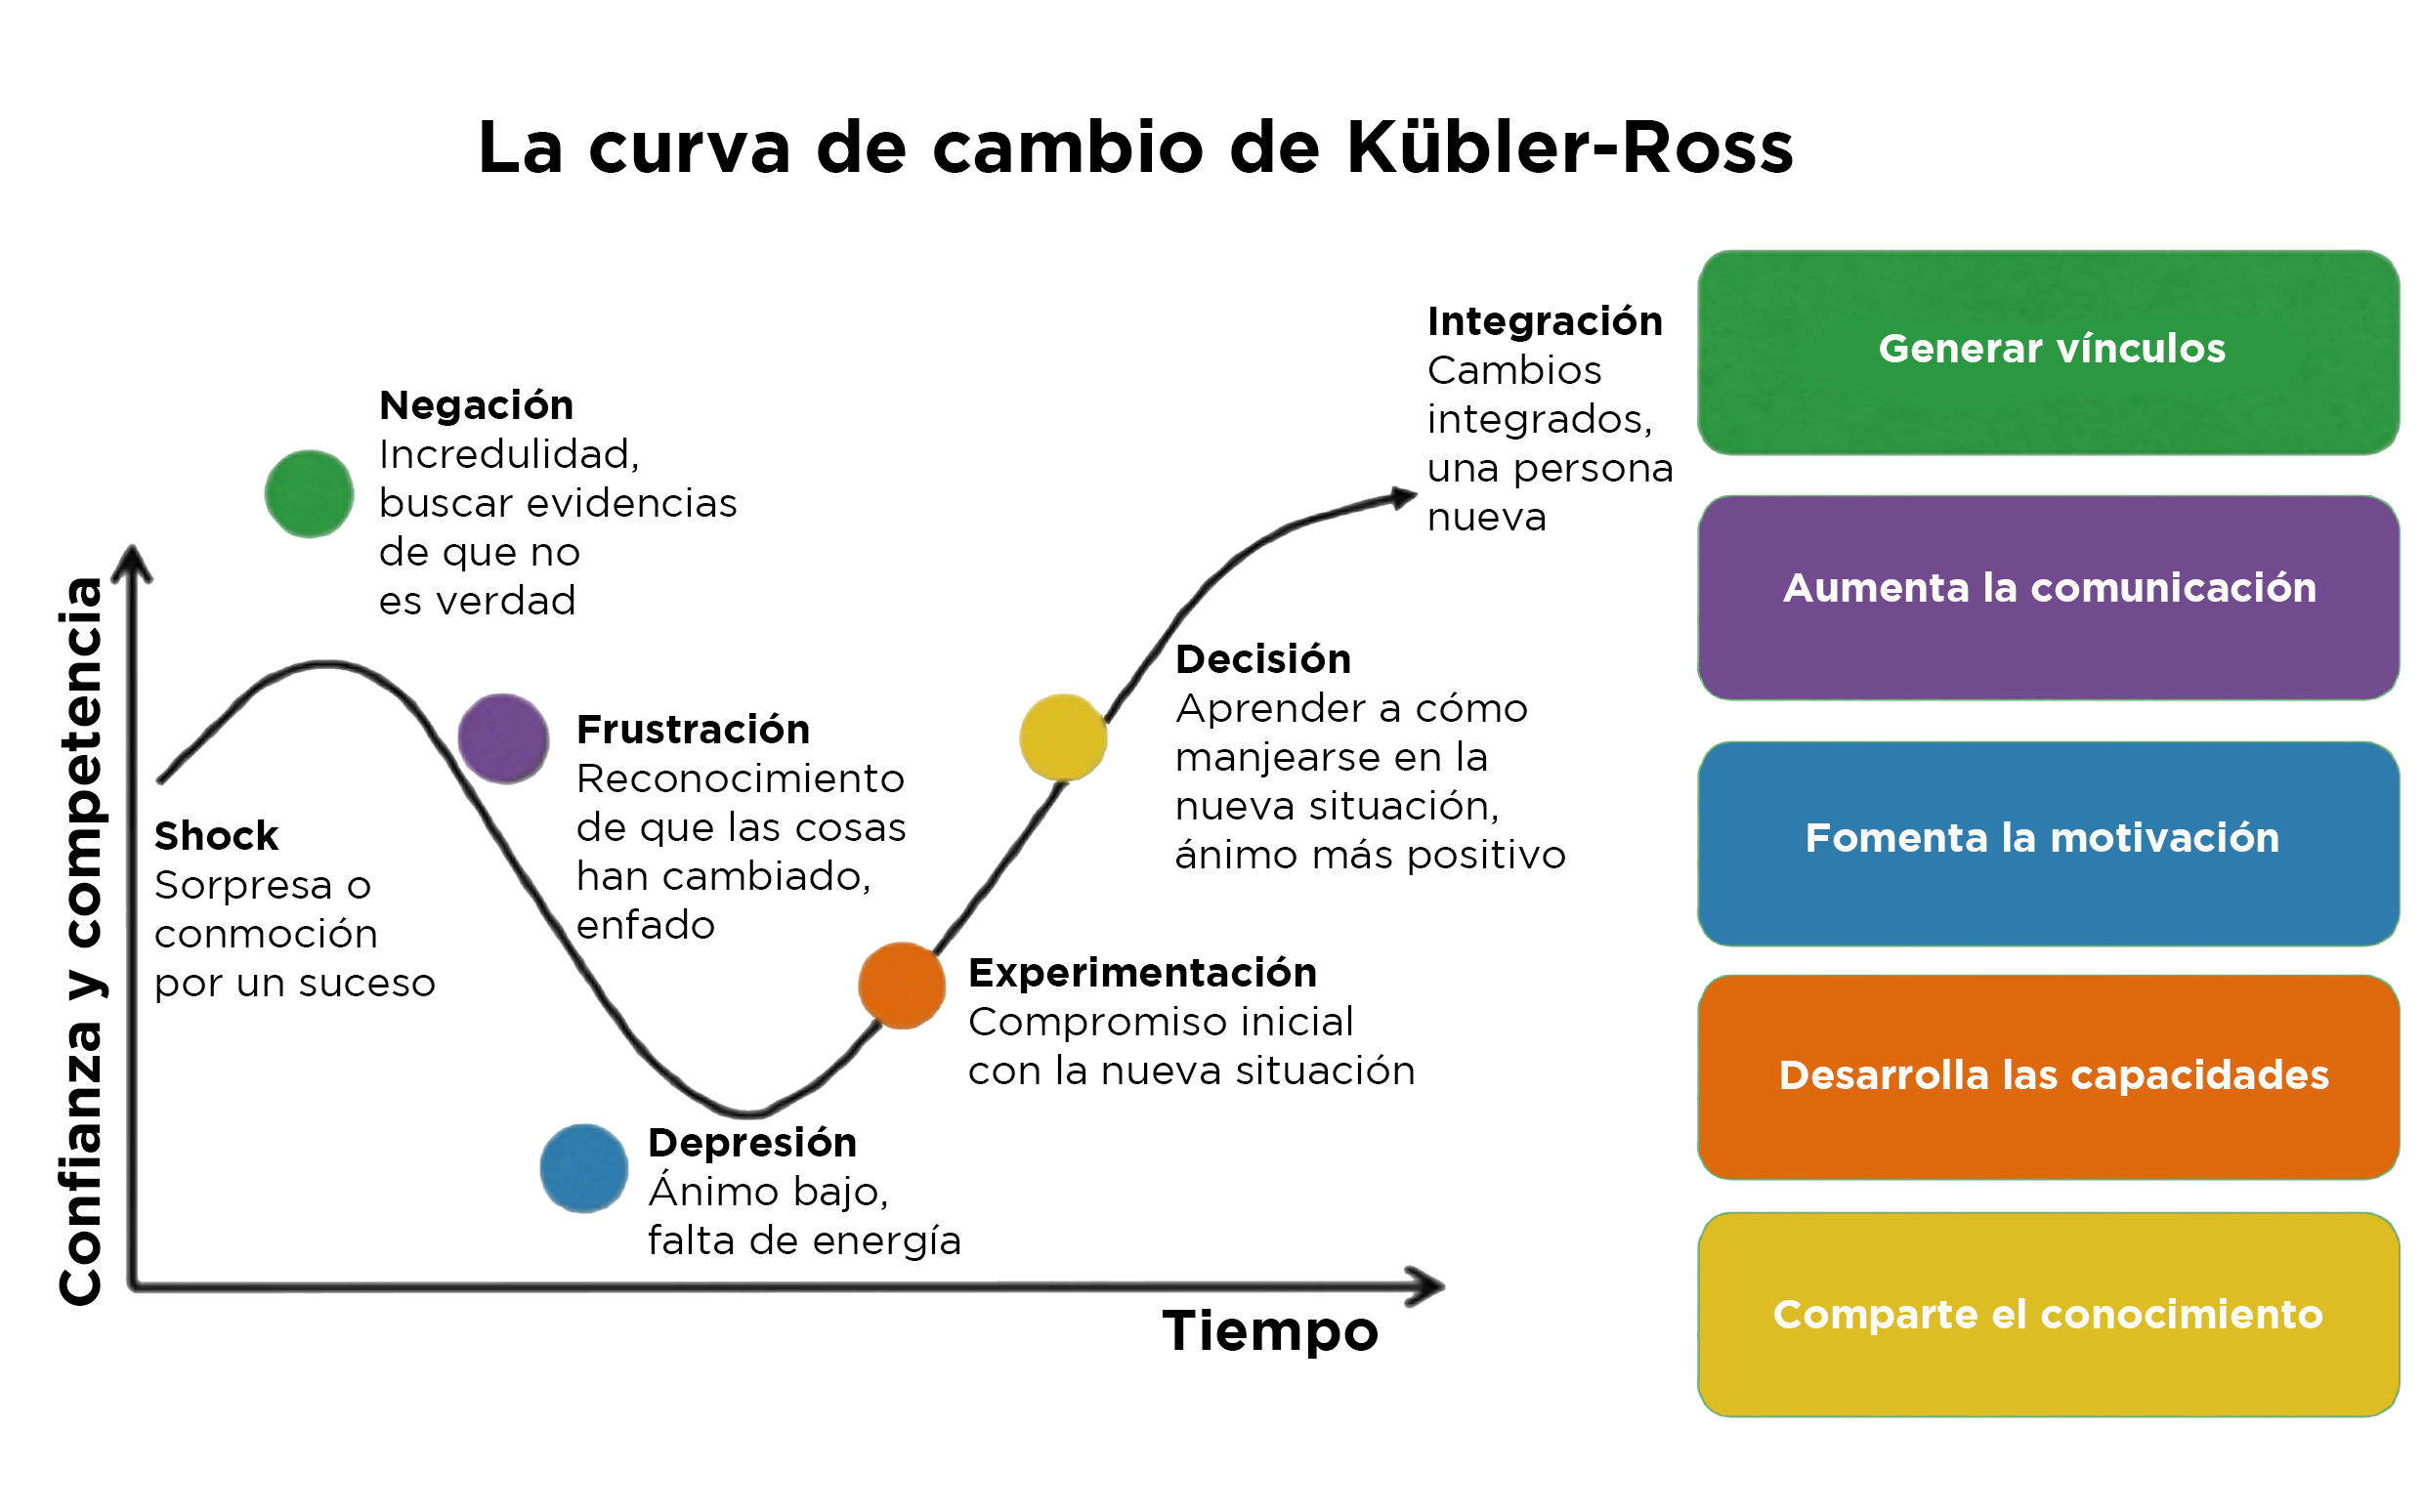 La curva de cambio de Kübler-Ross
Confianza y competencia
Shock
Sorpresa o
conmoción
por un suceso
Negación
Incredulidad,
buscar evidencias
de que no
es verdad
Frustración
Reconocimiento
de que las cosas
han cambiado,
enfado
Depresión
Ánimo bajo,
falta de energía
Experimentación
Compromiso inicial
con la nueva situación
Decisión
Aprender a cómo
manjearse en la
nueva situación,
ánimo más positivo
Integración
Cambios
integrados,
una persona
nueva
Tiempo
Generar vínculos
Aumenta la comunicación
Fomenta la motivación
Desarrolla las capacidades
Comparte el conocimiento